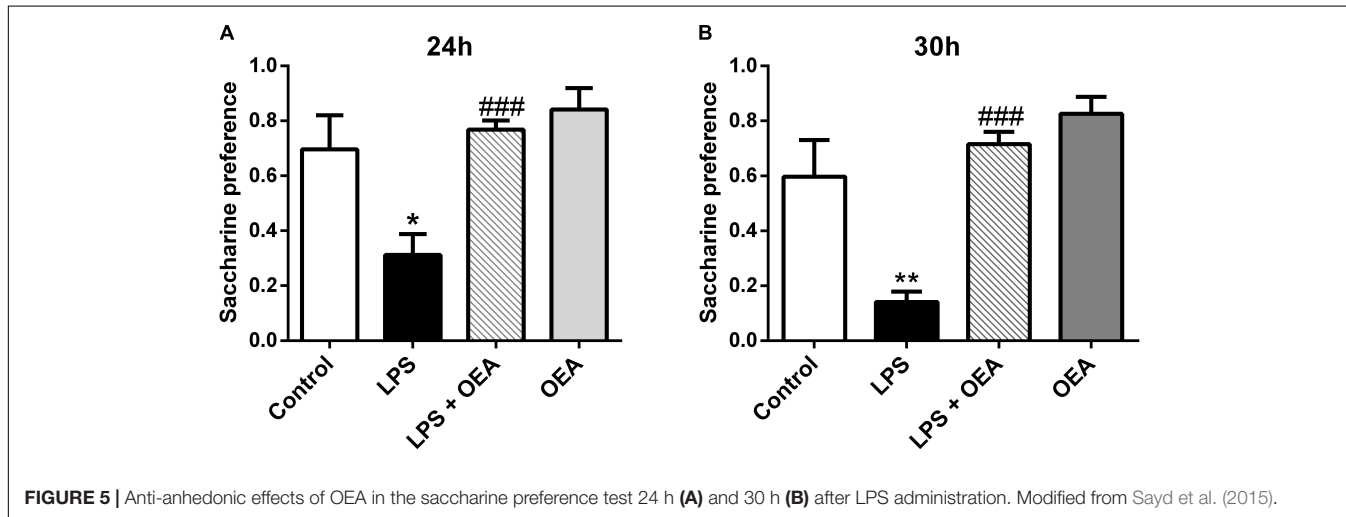 A
24h
Saccharine preference
1.0
0.8
0.6
0.4
0.2
0.0
*
###
Control
LPS
LPS + OEA
OEA
B
30h
Saccharine preference
1.0
0.8
0.6
0.4
0.2
0.0
**
###
Control
LPS
LPS + OEA
OEA
FIGURE 5 | Anti-anhedonic effects of OEA in the saccharine preference test 24 h (A) and 30 h (B) after LPS administration. Modified from Sayd et al. (2015).